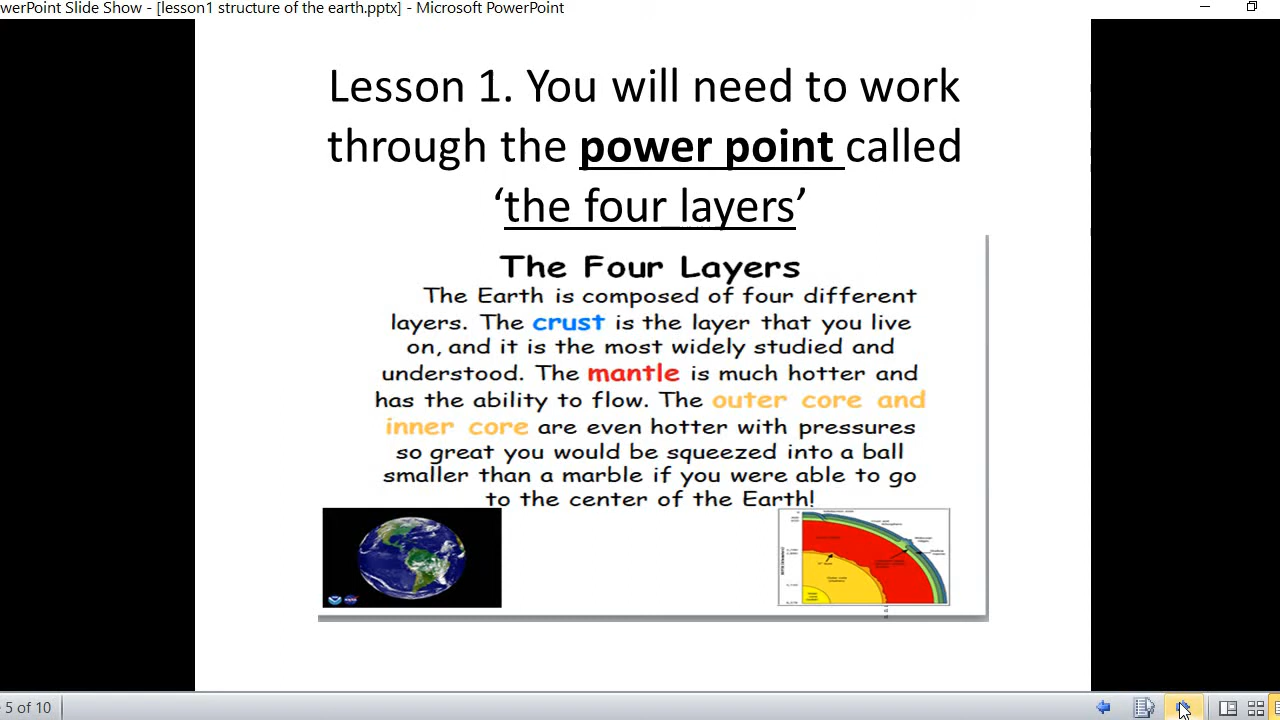 werPoint Slide Show - [lesson1 structure of the earth.pptx] - Microsoft PowerPoint
Lesson 1. You will need to work
through the power point called
‘the four layers’
The Four Layers
The Earth is composed of four different
layers. The crust is the layer that you live
on, and it is the most widely studied and
understood. The mantle is much hotter and
has the ability to flow. The outer core and
inner core are even hotter with pressures
so great you would be squeezed into a ball
smaller than a marble if you were able to go
to the center of the Earth!
5 of 10